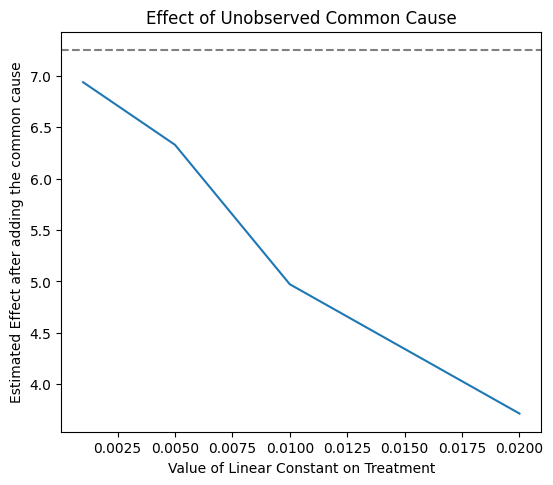 Effect of Unobserved Common Cause
Estimated Effect after adding the common cause
7.0
6.5
6.0
5.5
5.0
4.5
4.0
0.0025 0.0050 0.0075 0.0100 0.0125 0.0150 0.0175 0.0200
Value of Linear Constant on Treatment